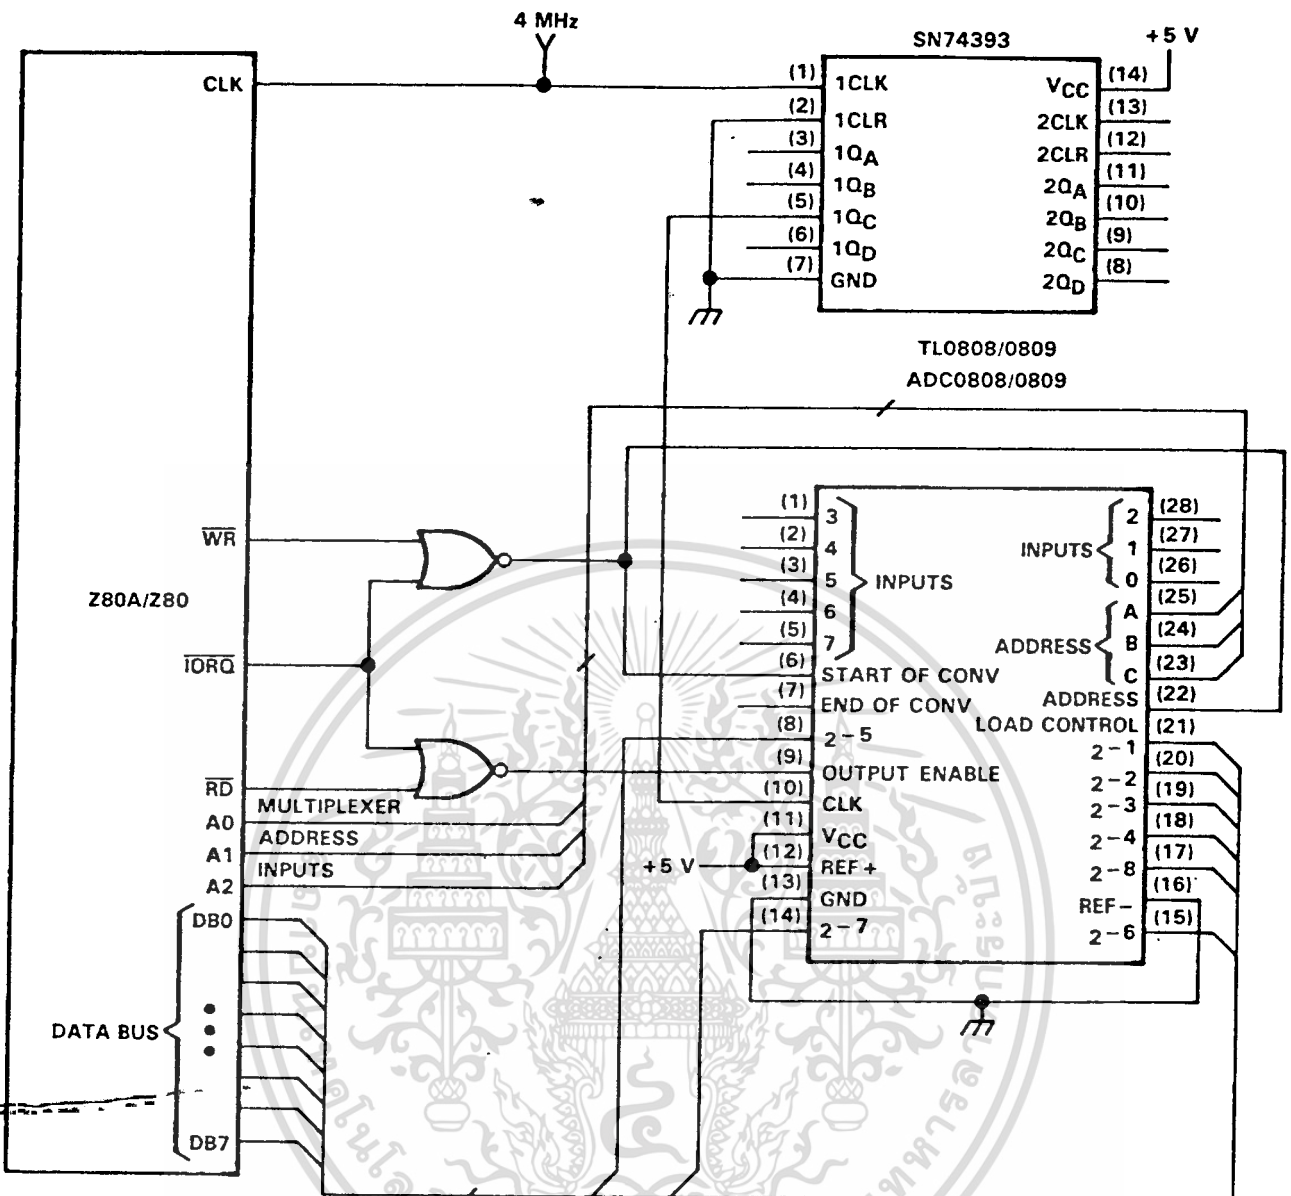 4 MHz
SN74393
+5 V
CLK
(1) 1CLK
(2) 1CLR
(3) 1QA
(4) 1QB
(5) 1QC
(6) 1QD
(7) GND
VCC (14)
2CLK (13)
2CLR (12)
2QA (11)
2QB (10)
2QC (9)
2QD (8)
TL0808/0809
ADC0808/0809
WR
Z80A/Z80
IORQ
RD
A0
A1
A2
MULTIPLEXER
ADDRESS
INPUTS
DATA BUS
DB0
DB7
(1) 3
(2) 4
(3) 5
(4) 6
(5) 7
INPUTS
(6) START OF CONV
(7) END OF CONV
(8) 2-5
(9) OUTPUT ENABLE
(10) CLK
(11) VCC
+5 V
(12) REF+
(13) GND
(14) 2-7
INPUTS
2 (28)
1 (27)
0 (26)
ADDRESS
A (25)
B (24)
C (23)
ADDRESS (22)
LOAD CONTROL
2-1 (21)
2-2 (20)
2-3 (19)
2-4 (18)
2-8 (17)
REF- (16)
2-6 (15)